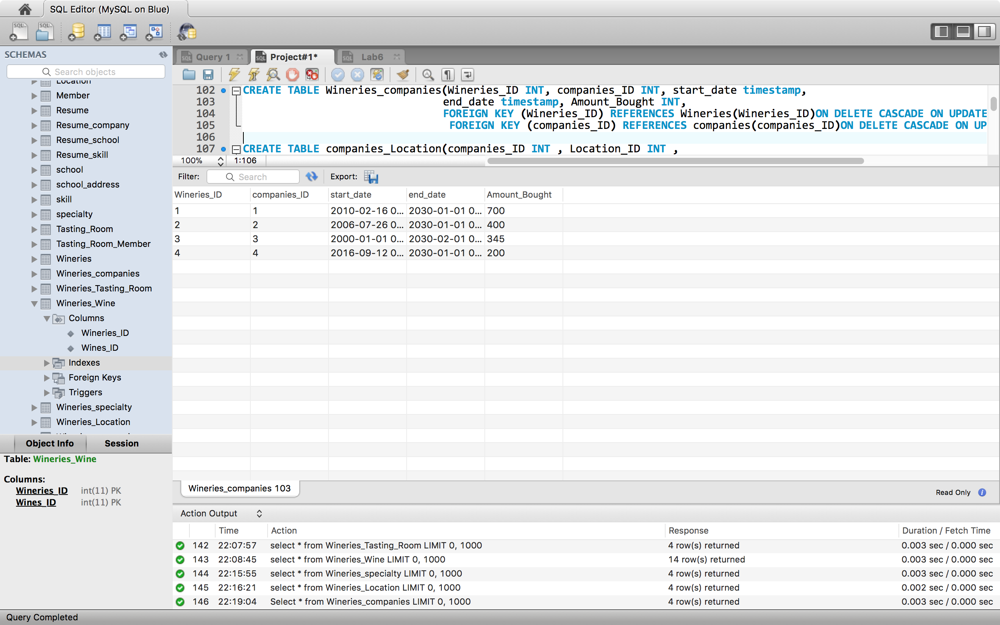 SQL Editor (MySQL on Blue)
SQL
SQL
SCHEMAS
Search objects
Location
Member
Resume
Resume_company
Resume_school
Resume_skill
school
school_address
skill
specialty
Tasting_Room
Tasting_Room_Member
Wineries
Wineries_companies
Wineries_Tasting_Room
Wineries_Wine
Columns
Wineries_ID
Wines_ID
Indexes
Foreign Keys
Triggers
Wineries_specialty
Wineries_Location
Object Info Session
Table: Wineries_Wine
Columns:
Wineries_ID int(11) PK
Wines_ID int(11) PK
SQL Query 1 SQL Project#1* SQL Lab6
102 CREATE TABLE Wineries_companies(Wineries_ID INT, companies_ID INT, start_date timestamp,
103 end_date timestamp, Amount_Bought INT,
104 FOREIGN KEY (Wineries_ID) REFERENCES Wineries(Wineries_ID)ON DELETE CASCADE ON UPDATE
105 FOREIGN KEY (companies_ID) REFERENCES companies(companies_ID)ON DELETE CASCADE ON UP
106
107 CREATE TABLE companies_Location(companies_ID INT , Location_ID INT ,
100% 1:106
Filter: Search Export:
Wineries_ID companies_ID start_date end_date Amount_Bought
1 1 2010-02-16 0... 2030-01-01 0... 700
2 2 2006-07-26 0... 2030-01-01 0... 400
3 3 2000-01-01 0... 2030-02-01 0... 345
4 4 2016-09-12 0... 2030-01-01 0... 200
Wineries_companies 103
Read Only
Action Output
Time Action Response Duration / Fetch Time
142 22:07:57 select * from Wineries_Tasting_Room LIMIT 0, 1000 4 row(s) returned 0.003 sec / 0.000 sec
143 22:08:45 select * from Wineries_Wine LIMIT 0, 1000 14 row(s) returned 0.003 sec / 0.000 sec
144 22:15:55 select * from Wineries_specialty LIMIT 0, 1000 4 row(s) returned 0.003 sec / 0.000 sec
145 22:16:21 select * from Wineries_Location LIMIT 0, 1000 4 row(s) returned 0.002 sec / 0.000 sec
146 22:19:04 Select * from Wineries_companies LIMIT 0, 1000 4 row(s) returned 0.003 sec / 0.000 sec
Query Completed